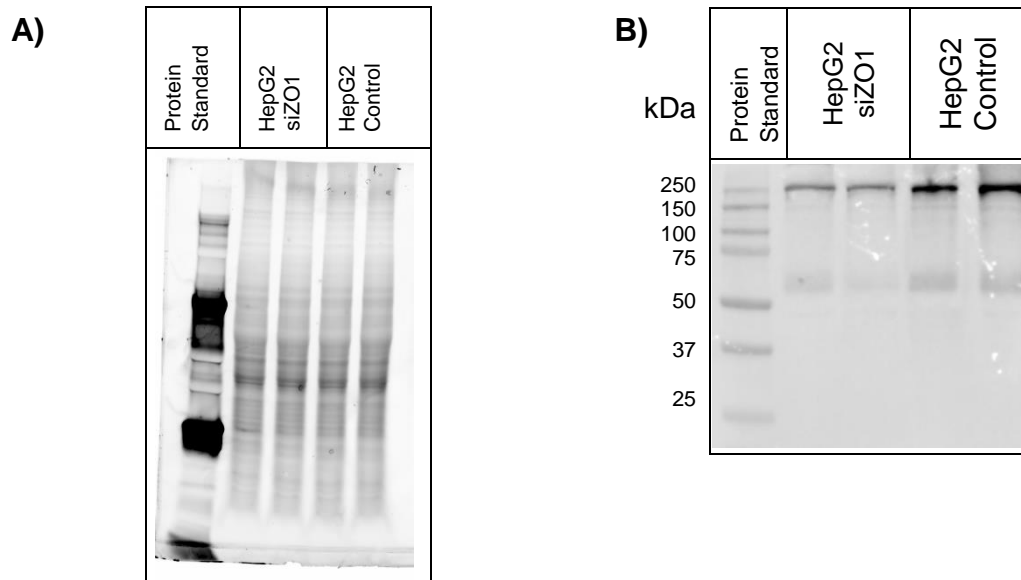 A)
Protein
Standard
HepG2
siZO1
HepG2
Control
B)
kDa
Protein
Standard
HepG2
siZO1
HepG2
Control
250
150
100
75
50
37
25